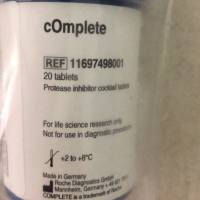 cOmplete
REF 11697498001
20 tablets
Protease inhibitor cocktail tablets
For life science research only.
Not for use in diagnostic procedures.
+2 to +8°C
Made in Germany
Roche Diagnostics GmbH
Mannheim, Germany
COMPLETE is a trademark of Roche